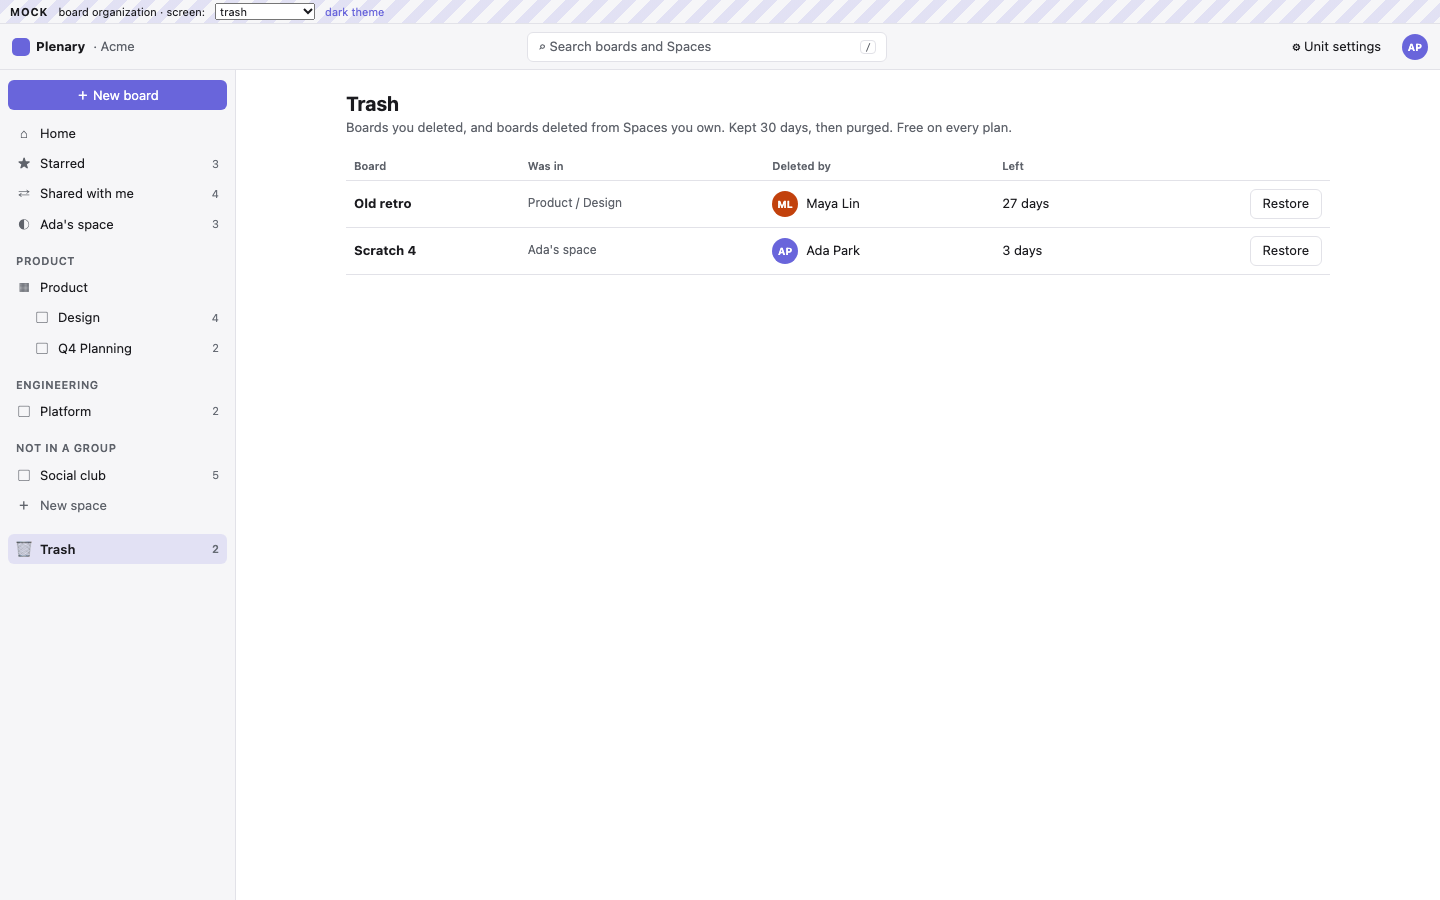 MOCK board organization · screen: trash dark theme
Plenary · Acme
Search boards and Spaces /
Unit settings AP
+ New board
Home
Starred 3
Shared with me 4
Ada's space 3
PRODUCT
Product
Design 4
Q4 Planning 2
ENGINEERING
Platform 2
NOT IN A GROUP
Social club 5
+ New space
Trash 2
Trash
Boards you deleted, and boards deleted from Spaces you own. Kept 30 days, then purged. Free on every plan.
Board Was in Deleted by Left
Old retro Product / Design ML Maya Lin 27 days Restore
Scratch 4 Ada's space AP Ada Park 3 days Restore